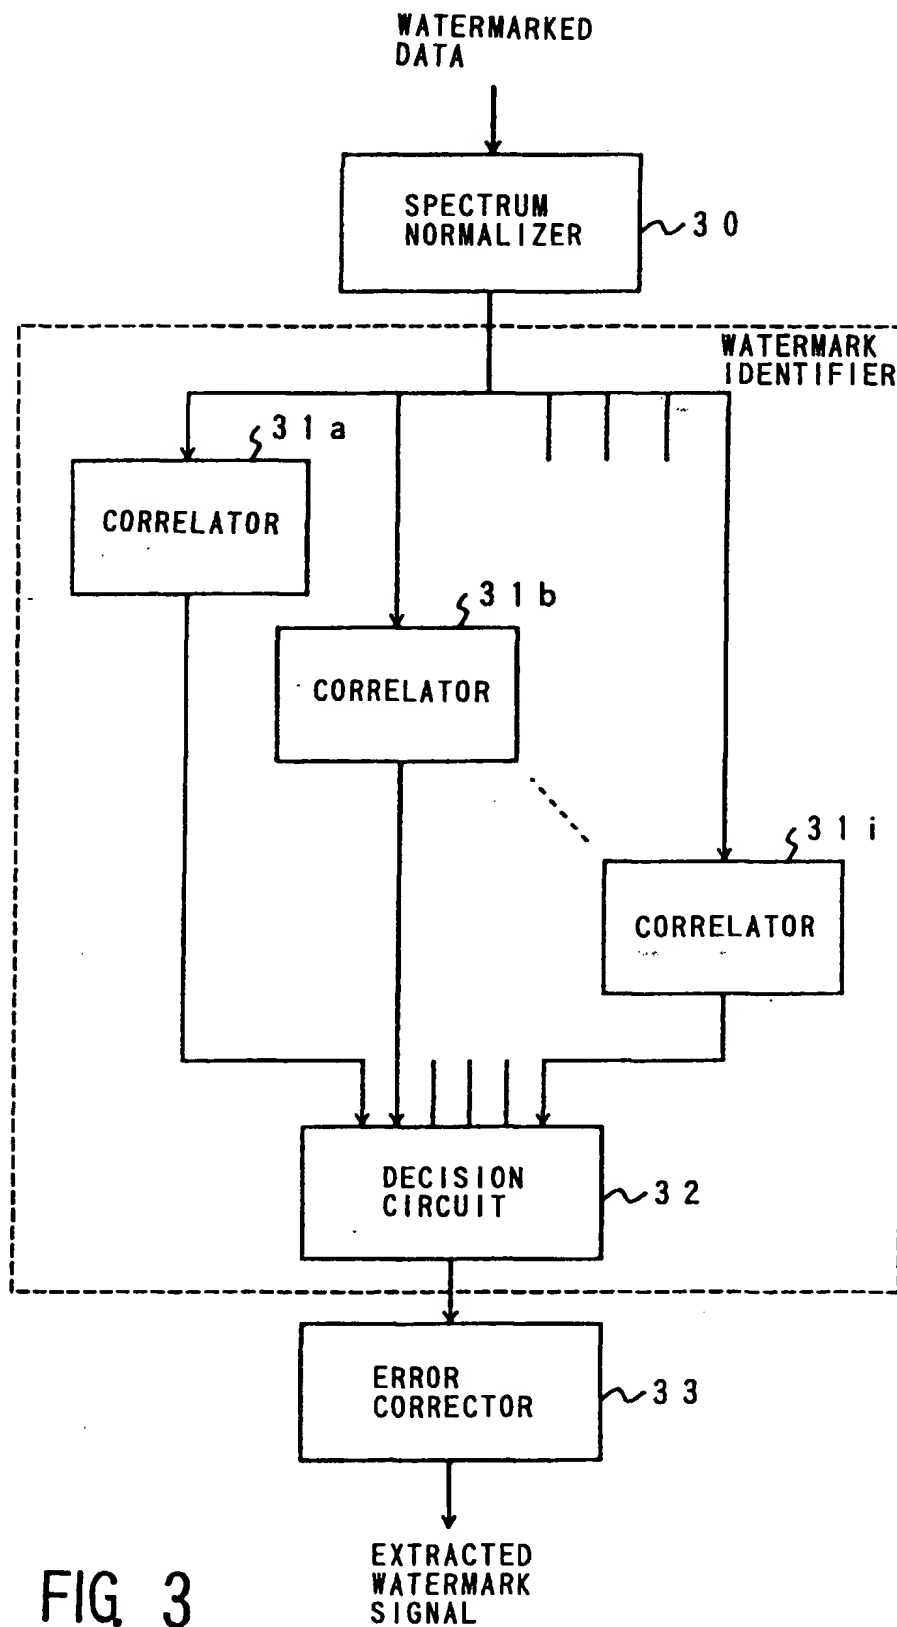 WATERMARKED
DATA
SPECTRUM
NORMALIZER
30
WATERMARK
IDENTIFIER
31a
CORRELATOR
31b
CORRELATOR
31i
CORRELATOR
DECISION
CIRCUIT
32
ERROR
CORRECTOR
33
EXTRACTED
WATERMARK
SIGNAL
FIG. 3